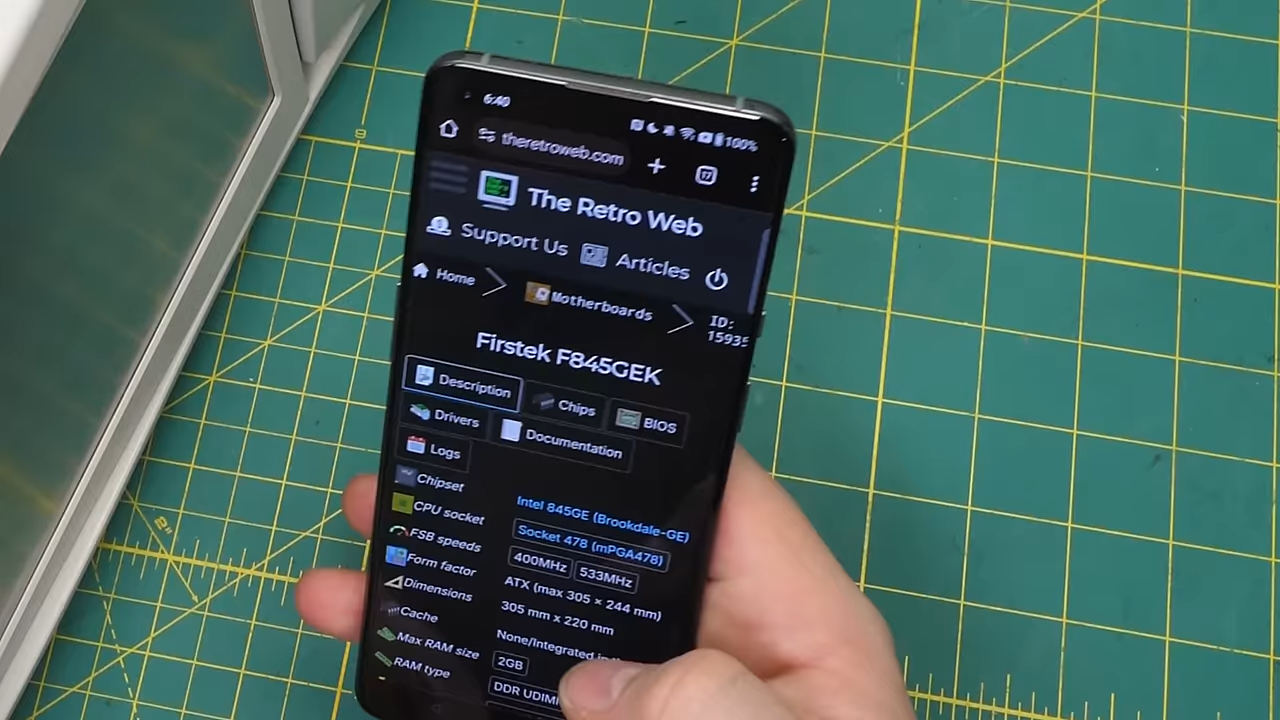 6:40
100%
theretroweb.com
17
The Retro Web
Support Us
Articles
Home
Motherboards
ID:
15935
Firstek F845GEK
Description
Chips
BIOS
Drivers
Documentation
Logs
Chipset
Intel 845GE (Brookdale-GE)
CPU socket
Socket 478 (mPGA478)
FSB speeds
400MHz 533MHz
Form factor
ATX (max 305 × 244 mm)
Dimensions
305 mm x 220 mm
Cache
None/Integrated in
Max RAM size
2GB
RAM type
DDR UDIMM